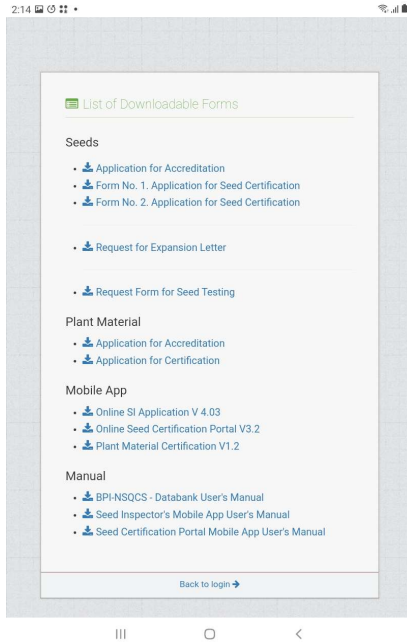 2:14
List of Downloadable Forms
Seeds
Application for Accreditation
Form No. 1. Application for Seed Certification
Form No. 2. Application for Seed Certification
Request for Expansion Letter
Request Form for Seed Testing
Plant Material
Application for Accreditation
Application for Certification
Mobile App
Online SI Application V 4.03
Online Seed Certification Portal V3.2
Plant Material Certification V1.2
Manual
BPI-NSQCS - Databank User's Manual
Seed Inspector's Mobile App User's Manual
Seed Certification Portal Mobile App User's Manual
Back to login